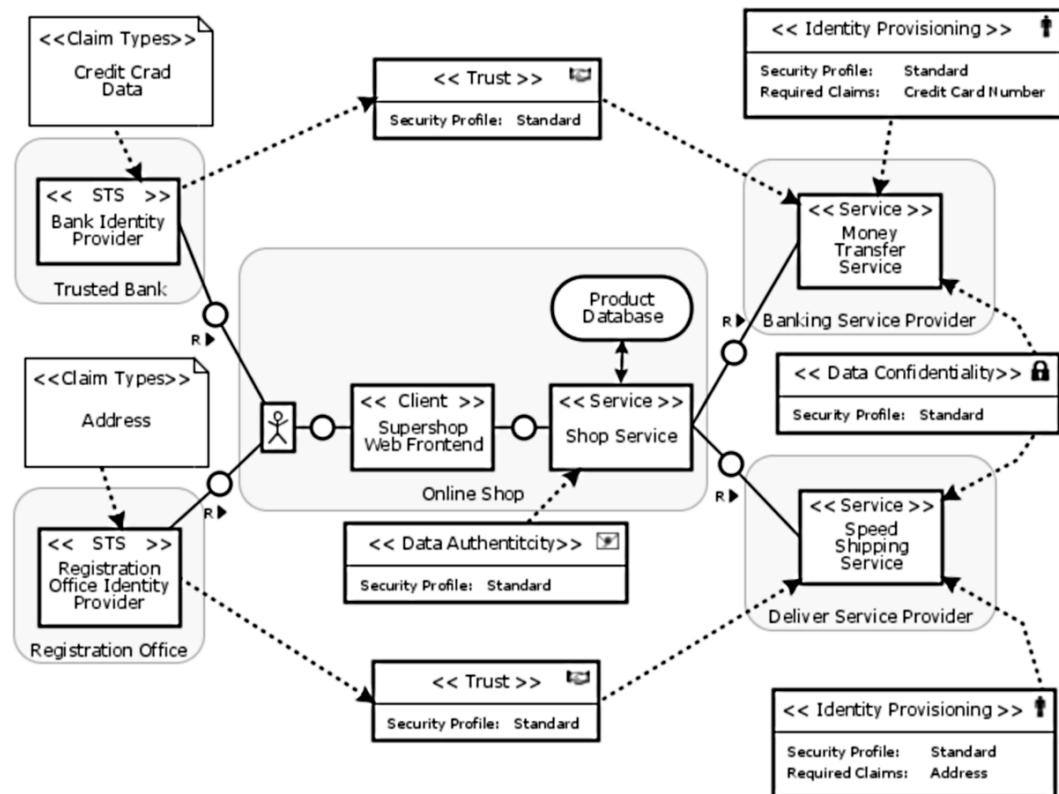 <<Claim Types>>
Credit Crad
Data
<< Trust >>
Security Profile: Standard
<< Identity Provisioning >>
Security Profile: Standard
Required Claims: Credit Card Number
<< STS >>
Bank Identity
Provider
Trusted Bank
<< Service >>
Money
Transfer
Service
Banking Service Provider
R
R
Product
Database
<<Claim Types>>
Address
<< Client >>
Supershop
Web Frontend
<< Service >>
Shop Service
Online Shop
<< Data Confidentiality>>
Security Profile: Standard
R
R
<< STS >>
Registration
Office Identity
Provider
Registration Office
<< Data Authentitcity>>
Security Profile: Standard
<< Service >>
Speed
Shipping
Service
Deliver Service Provider
<< Trust >>
Security Profile: Standard
<< Identity Provisioning >>
Security Profile: Standard
Required Claims: Address